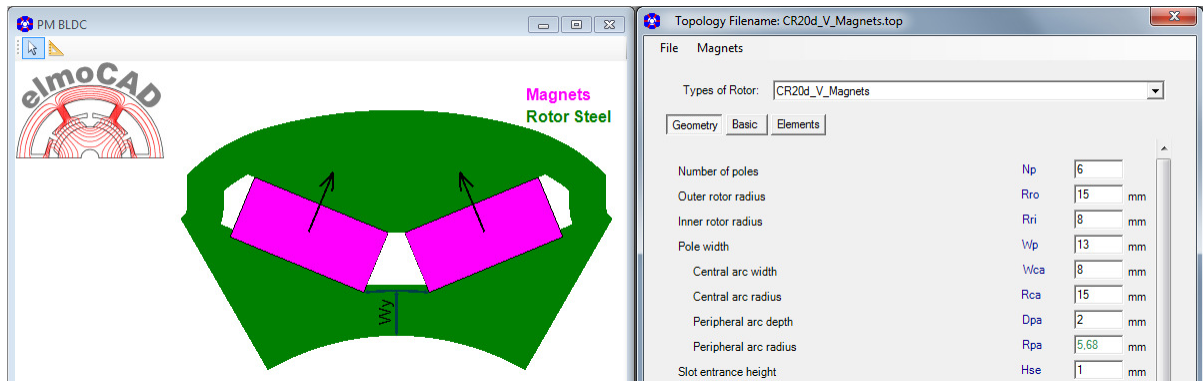 PM BLDC
elmoCAD
Magnets
Rotor Steel
Wy
Topology Filename: CR20d_V_Magnets.top
File Magnets
Types of Rotor: CR20d_V_Magnets
Geometry Basic Elements
Number of poles Np 6
Outer rotor radius Rro 15 mm
Inner rotor radius Rri 8 mm
Pole width Wp 13 mm
Central arc width Wca 8 mm
Central arc radius Rca 15 mm
Peripheral arc depth Dpa 2 mm
Peripheral arc radius Rpa 5,68 mm
Slot entrance height Hse 1 mm